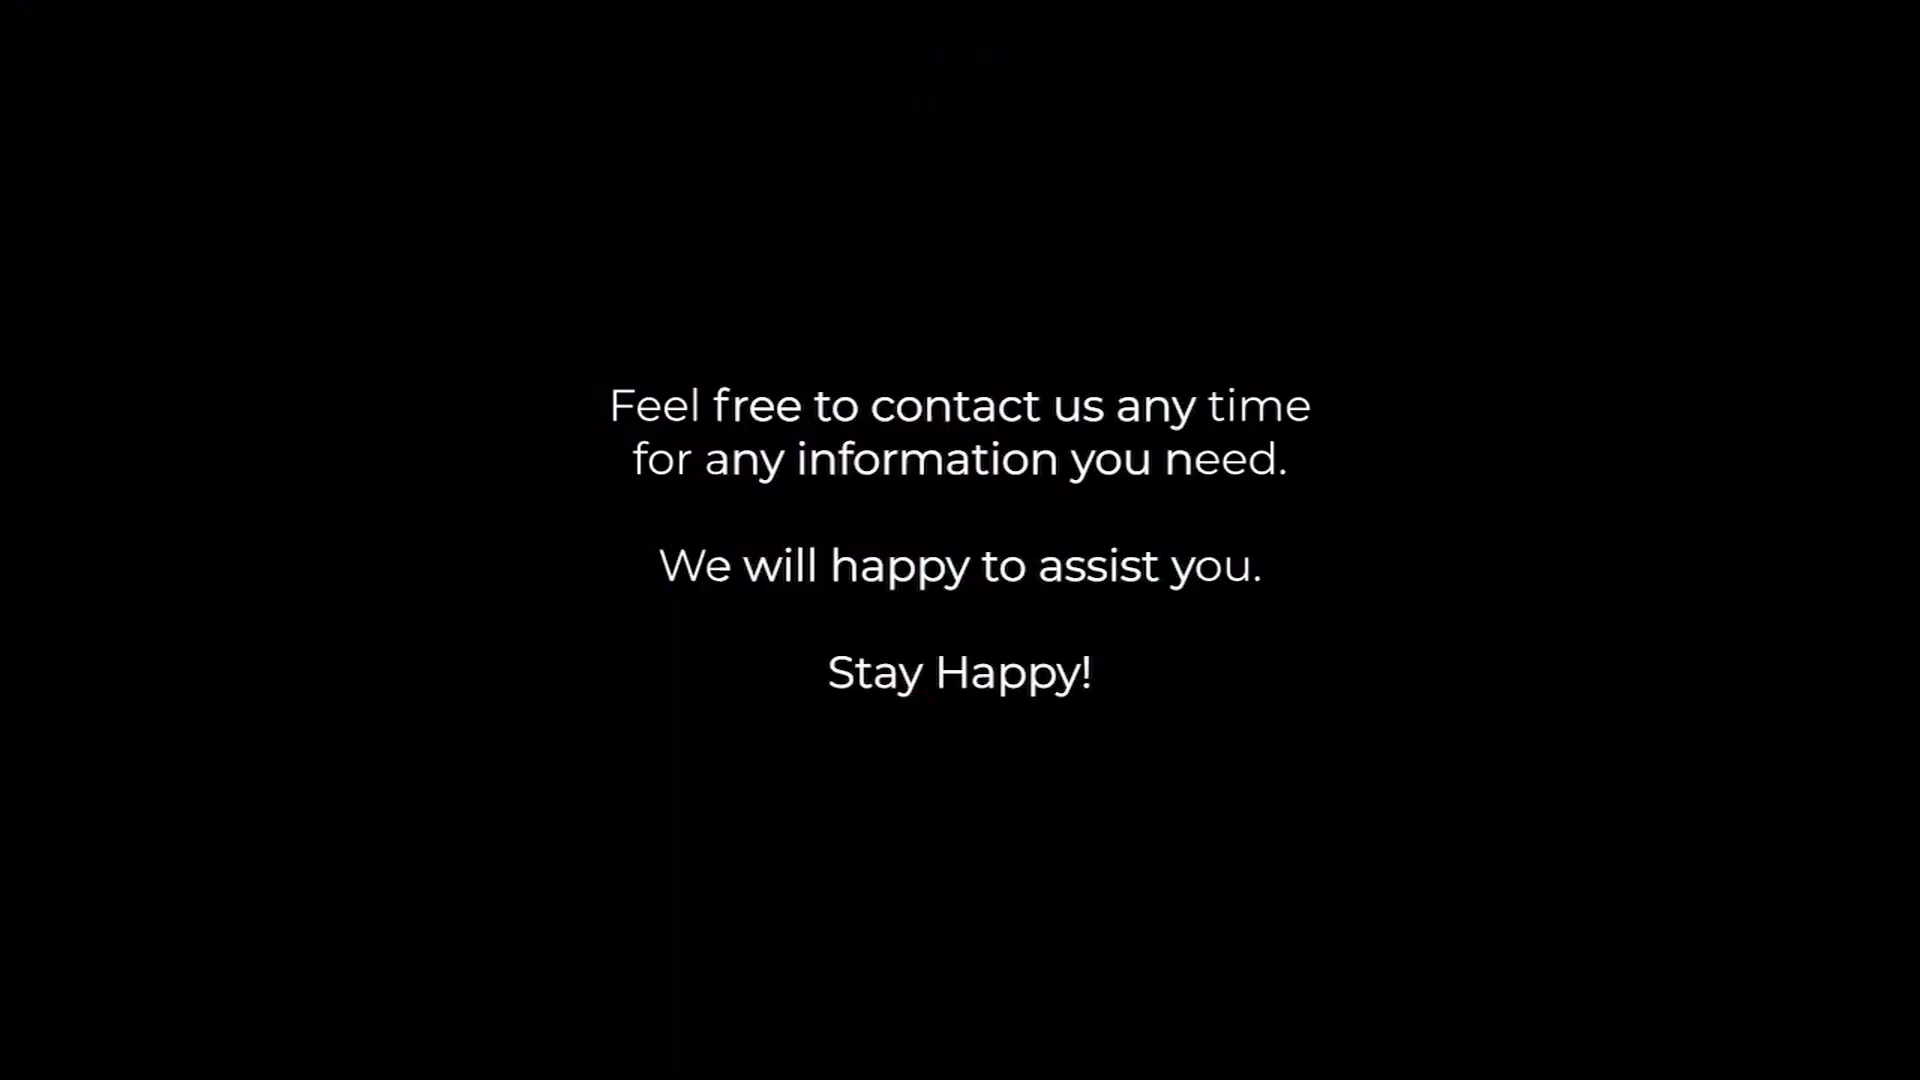 Feel free to contact us any time
for any information you need.
We will happy to assist you.
Stay Happy!